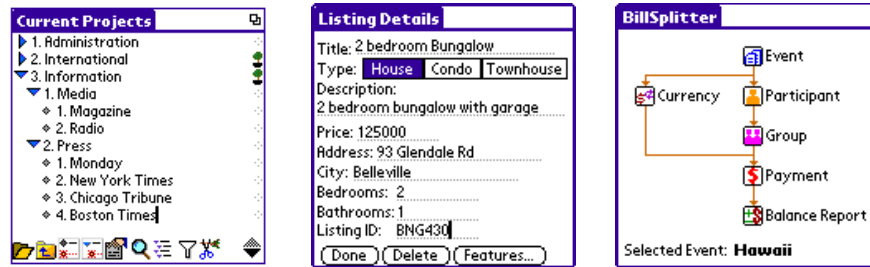 Current Projects
1. Administration
2. International
3. Information
1. Media
1. Magazine
2. Radio
2. Press
1. Monday
2. New York Times
3. Chicago Tribune
4. Boston Times
Listing Details
Title: 2 bedroom Bungalow
Type: House Condo Townhouse
Description:
2 bedroom bungalow with garage
Price: 125000
Address: 93 Glendale Rd
City: Belleville
Bedrooms: 2
Bathrooms: 1
Listing ID: BNG430
Done Delete Features...
BillSplitter
Event
Currency Participant
Group
Payment
Balance Report
Selected Event: Hawaii